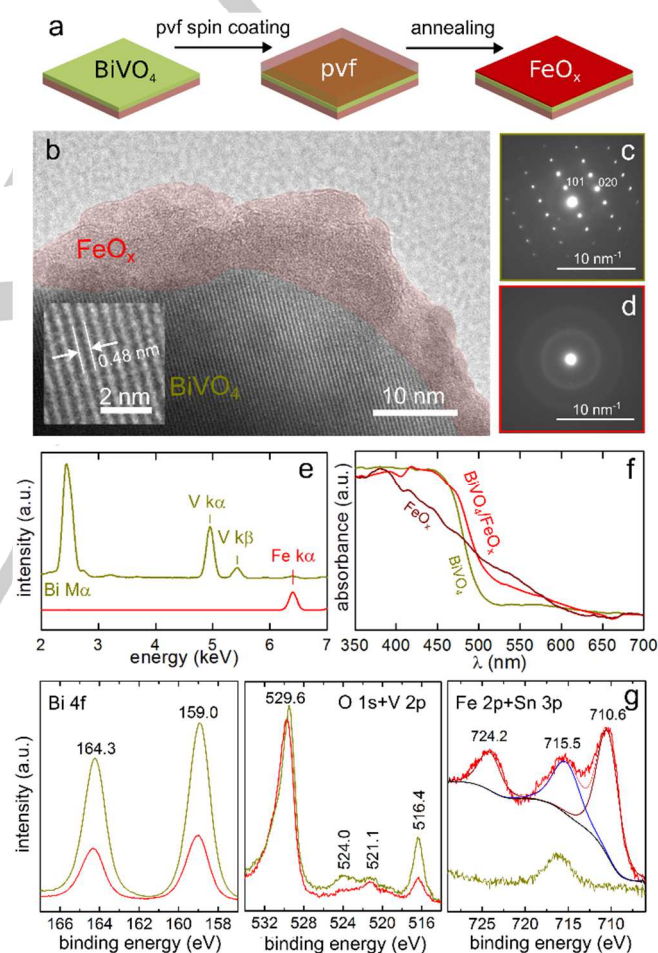 a
pvf spin coating
annealing
BiVO₄
pvf
FeOₓ
b
FeOₓ
0.48 nm
2 nm
BiVO₄
10 nm
c
101
020
10 nm⁻¹
d
10 nm⁻¹
e
intensity (a.u.)
V kα
V kβ
Fe kα
Bi Mα
2 3 4 5 6 7
energy (keV)
f
absorbance (a.u.)
BiVO₄/FeOₓ
FeOₓ
BiVO₄
350 400 450 500 550 600 650 700
λ (nm)
intensity (a.u.)
Bi 4f
164.3
159.0
166 164 162 160 158
binding energy (eV)
529.6
O 1s+V 2p
524.0
521.1
516.4
532 528 524 520 516
binding energy (eV)
Fe 2p+Sn 3p
g
724.2
715.5
710.6
725 720 715 710
binding energy (eV)